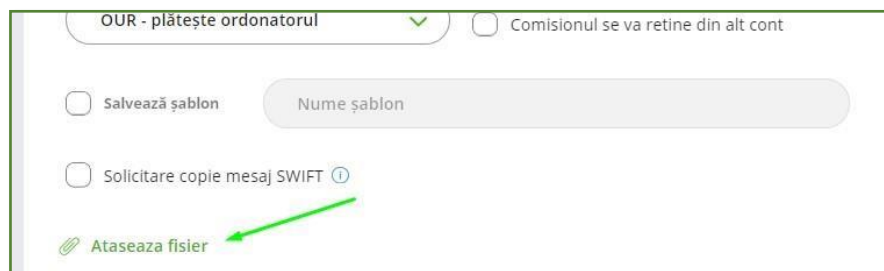 OUR - plătește ordonatorul
Comisionul se va retine din alt cont
Salvează șablon
Nume șablon
Solicitare copie mesaj SWIFT
Ataseaza fisier